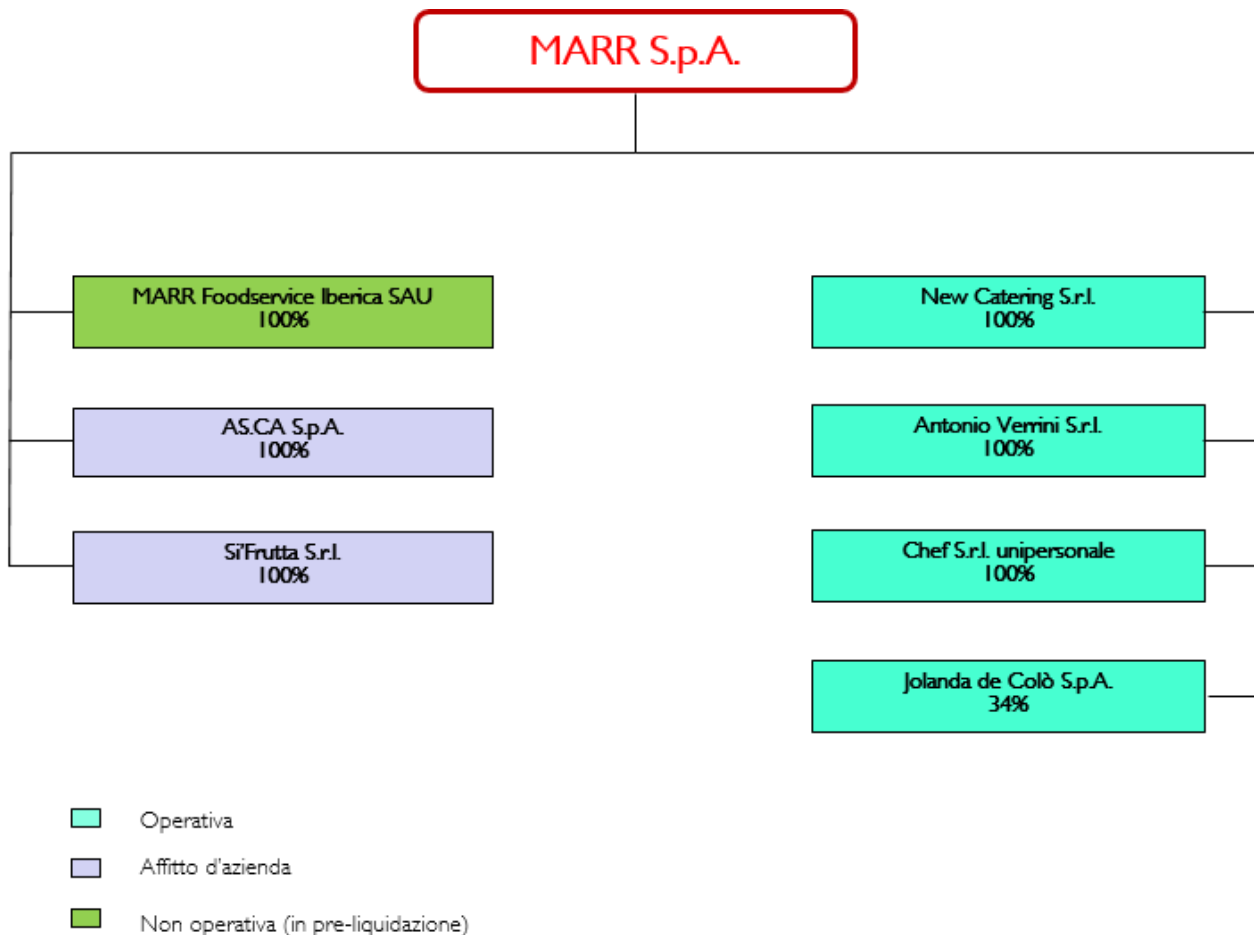 MARR S.p.A.
MARR Foodservice Iberica SAU
100%
AS.CA S.p.A.
100%
Si'Frutta S.r.l.
100%
New Catering S.r.l.
100%
Antonio Verrini S.r.l.
100%
Chef S.r.l. unipersonale
100%
Jolanda de Colò S.p.A.
34%
Operativa
Affitto d'azienda
Non operativa (in pre-liquidazione)